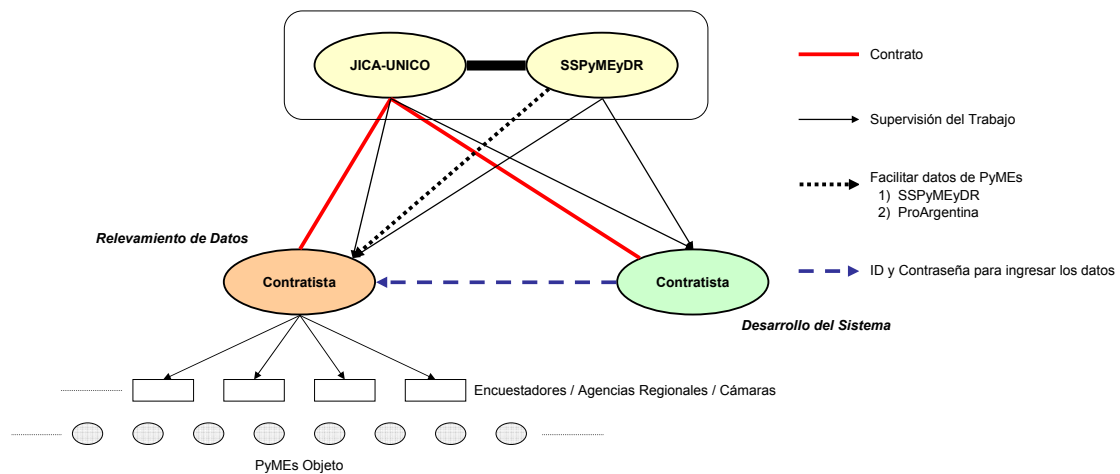 JICA-UNICO
SSPyMEyDR
Contrato
Supervisión del Trabajo
Facilitar datos de PyMEs
1) SSPyMEyDR
2) ProArgentina
Relevamiento de Datos
Contratista
Contratista
ID y Contraseña para ingresar los datos
Desarrollo del Sistema
Encuestadores / Agencias Regionales / Cámaras
PyMEs Objeto